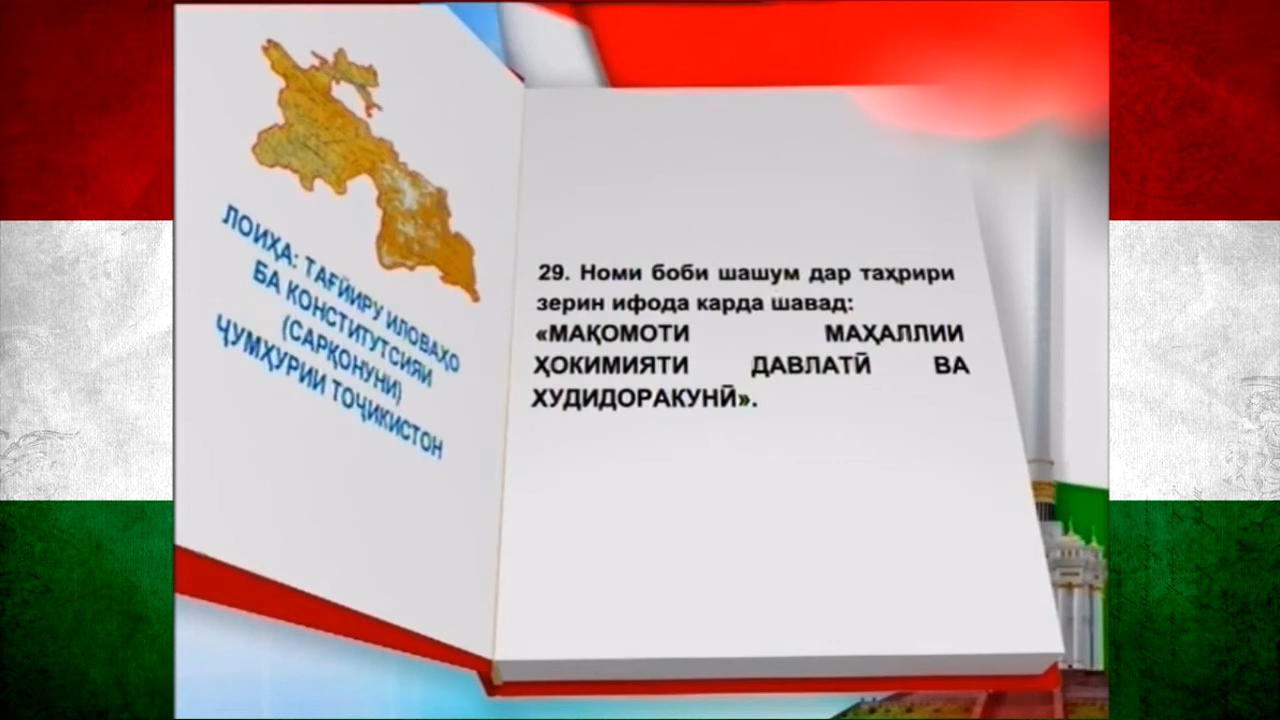 ЛОИҲА: ТАҒЙИРУ ИЛОВАҲО
БА КОНСТИТУТСИЯИ
(САРҚОНУНИ)
ҶУМҲУРИИ ТОҶИКИСТОН
29. Номи боби шашум дар таҳрири
зерин ифода карда шавад:
«МАҚОМОТИ МАҲАЛЛИИ
ҲОКИМИЯТИ ДАВЛАТӢ ВА
ХУДИДОРАКУНӢ».